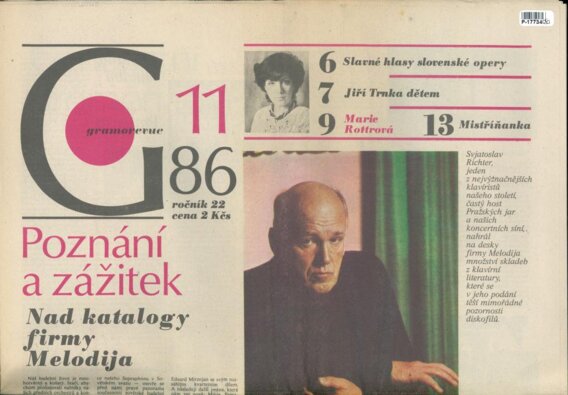 P-17734
gramorevue
11
86
ročník 22
cena 2 Kčs
6 Slavné hlasy slovenské opery
7 Jiří Trnka dětem
9 Marie Rottrová
13 Mistříňanka
Poznání
a zážitek
Nad katalogy
firmy
Melodija
Svjatoslav
Richter,
jeden
z nejvýznačnějších
klavíristů
našeho století,
častý host
Pražských jar
a našich
koncertních síní,
nahrál
na desky
firmy Melodija
množství skladeb
z klavírní
literatury,
které se
v jeho podání
těší mimořádné
pozornosti
diskofilů.